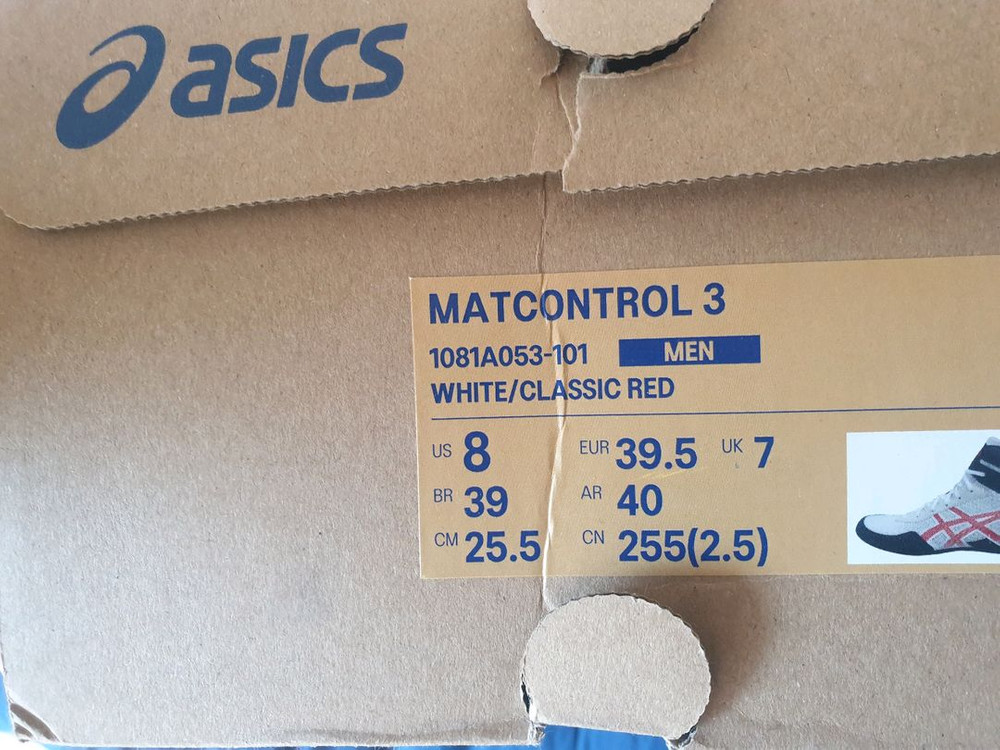 asics
MATCONTROL 3
1081A053-101 MEN
WHITE/CLASSIC RED
US 8 EUR 39.5 UK 7
BR 39 AR 40
CM 25.5 CN 255(2.5)